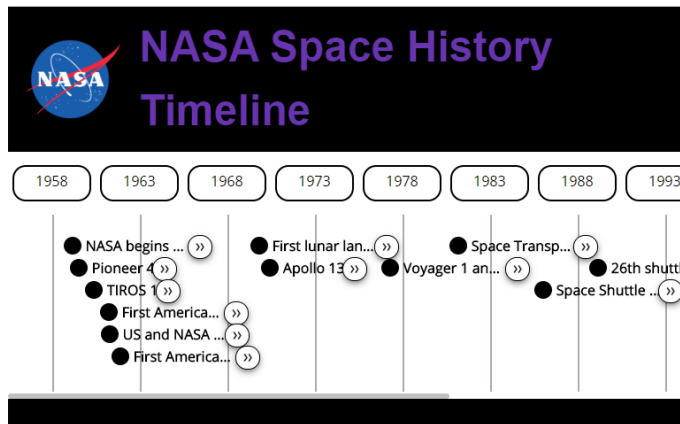 NASA Space History
Timeline
NASA
1958 1963 1968 1973 1978 1983 1988 1993
NASA begins ... » First lunar lan... » Space Transp... »
Pioneer 4 » Apollo 13 » Voyager 1 an... » 26th shuttl
TIROS 1 » Space Shuttle ... »
First America... »
US and NASA ... »
First America... »